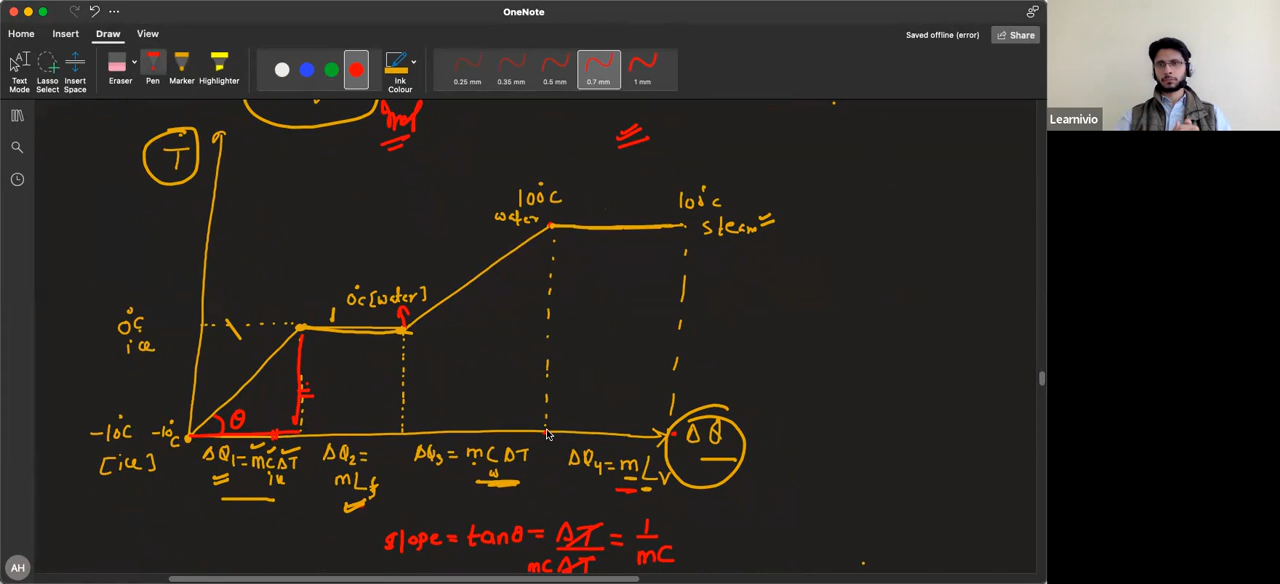 OneNote
Home Insert Draw View
Saved offline (error) Share
Text Mode
Lasso Select
Insert Space
Eraser
Pen
Marker
Highlighter
Ink Colour
0.25 mm
0.35 mm
0.5 mm
0.7 mm
1 mm
Learnivio
T
100°C
water
100°C
steam
0°C [water]
0°C
ice
θ
-10°C -10°C
[ice]
ΔQ
ΔQ₁ = mCΔT
ice
ΔQ₂ =
mLf
ΔQ₃ = mCΔT
w
ΔQ₄ = mLv
slope = tanθ = ΔT/mCΔT = 1/mC
AH